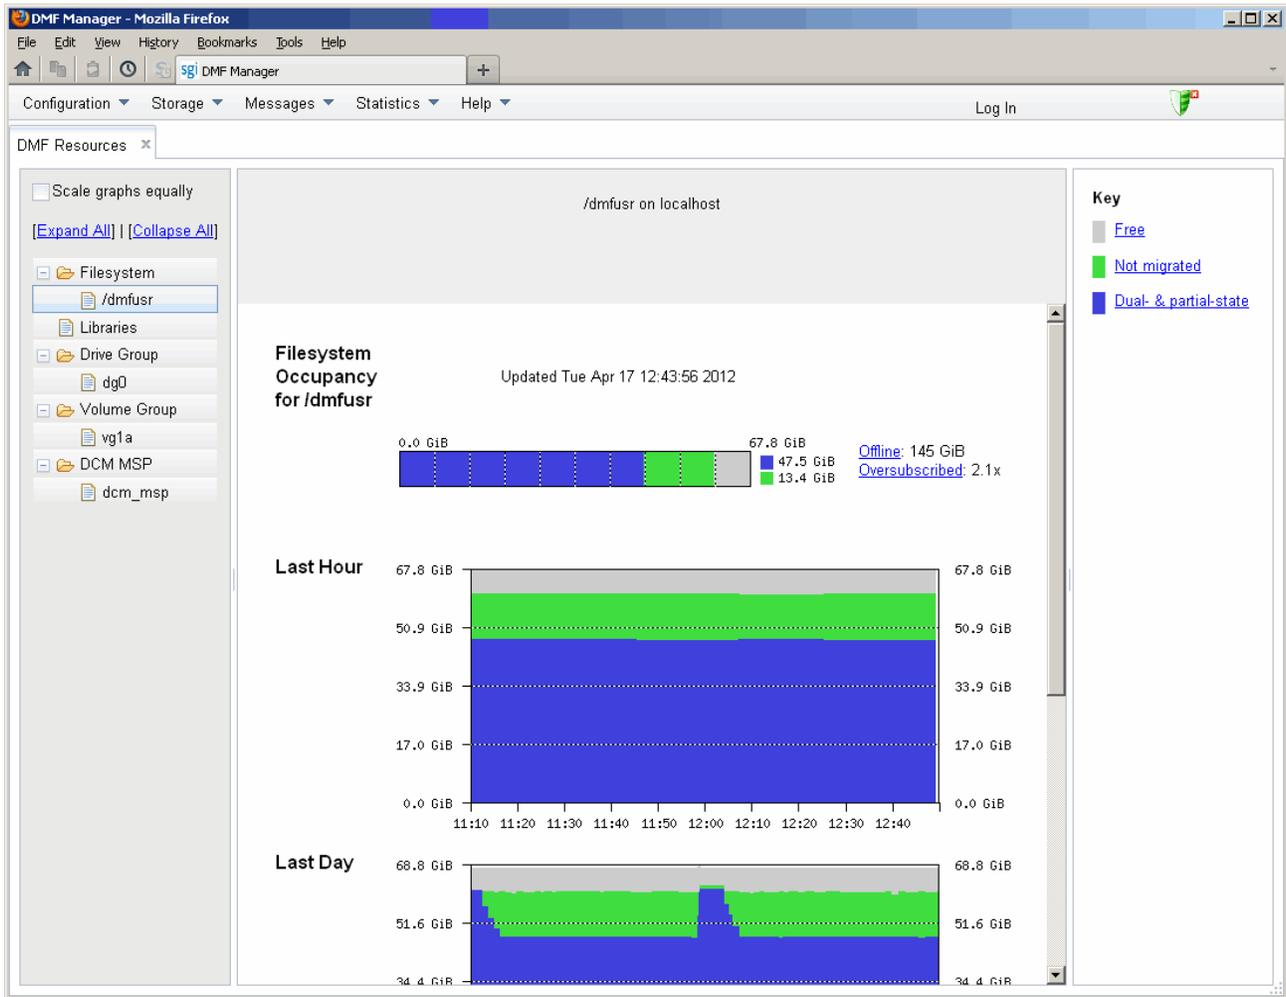 DMF Manager - Mozilla Firefox
File Edit View History Bookmarks Tools Help
sgi DMF Manager
Configuration Storage Messages Statistics Help Log In
DMF Resources
Scale graphs equally
[Expand All] | [Collapse All]
Filesystem
/dmfusr
Libraries
Drive Group
dg0
Volume Group
vg1a
DCM MSP
dcm_msp
/dmfusr on localhost
Filesystem
Occupancy
for /dmfusr
Updated Tue Apr 17 12:43:56 2012
0.0 GiB 67.8 GiB
47.5 GiB
13.4 GiB
Offline: 145 GiB
Oversubscribed: 2.1x
Last Hour
67.8 GiB 67.8 GiB
50.9 GiB 50.9 GiB
33.9 GiB 33.9 GiB
17.0 GiB 17.0 GiB
0.0 GiB 0.0 GiB
11:10 11:20 11:30 11:40 11:50 12:00 12:10 12:20 12:30 12:40
Last Day
68.8 GiB 68.8 GiB
51.6 GiB 51.6 GiB
34.4 GiB 34.4 GiB
Key
Free
Not migrated
Dual- & partial-state